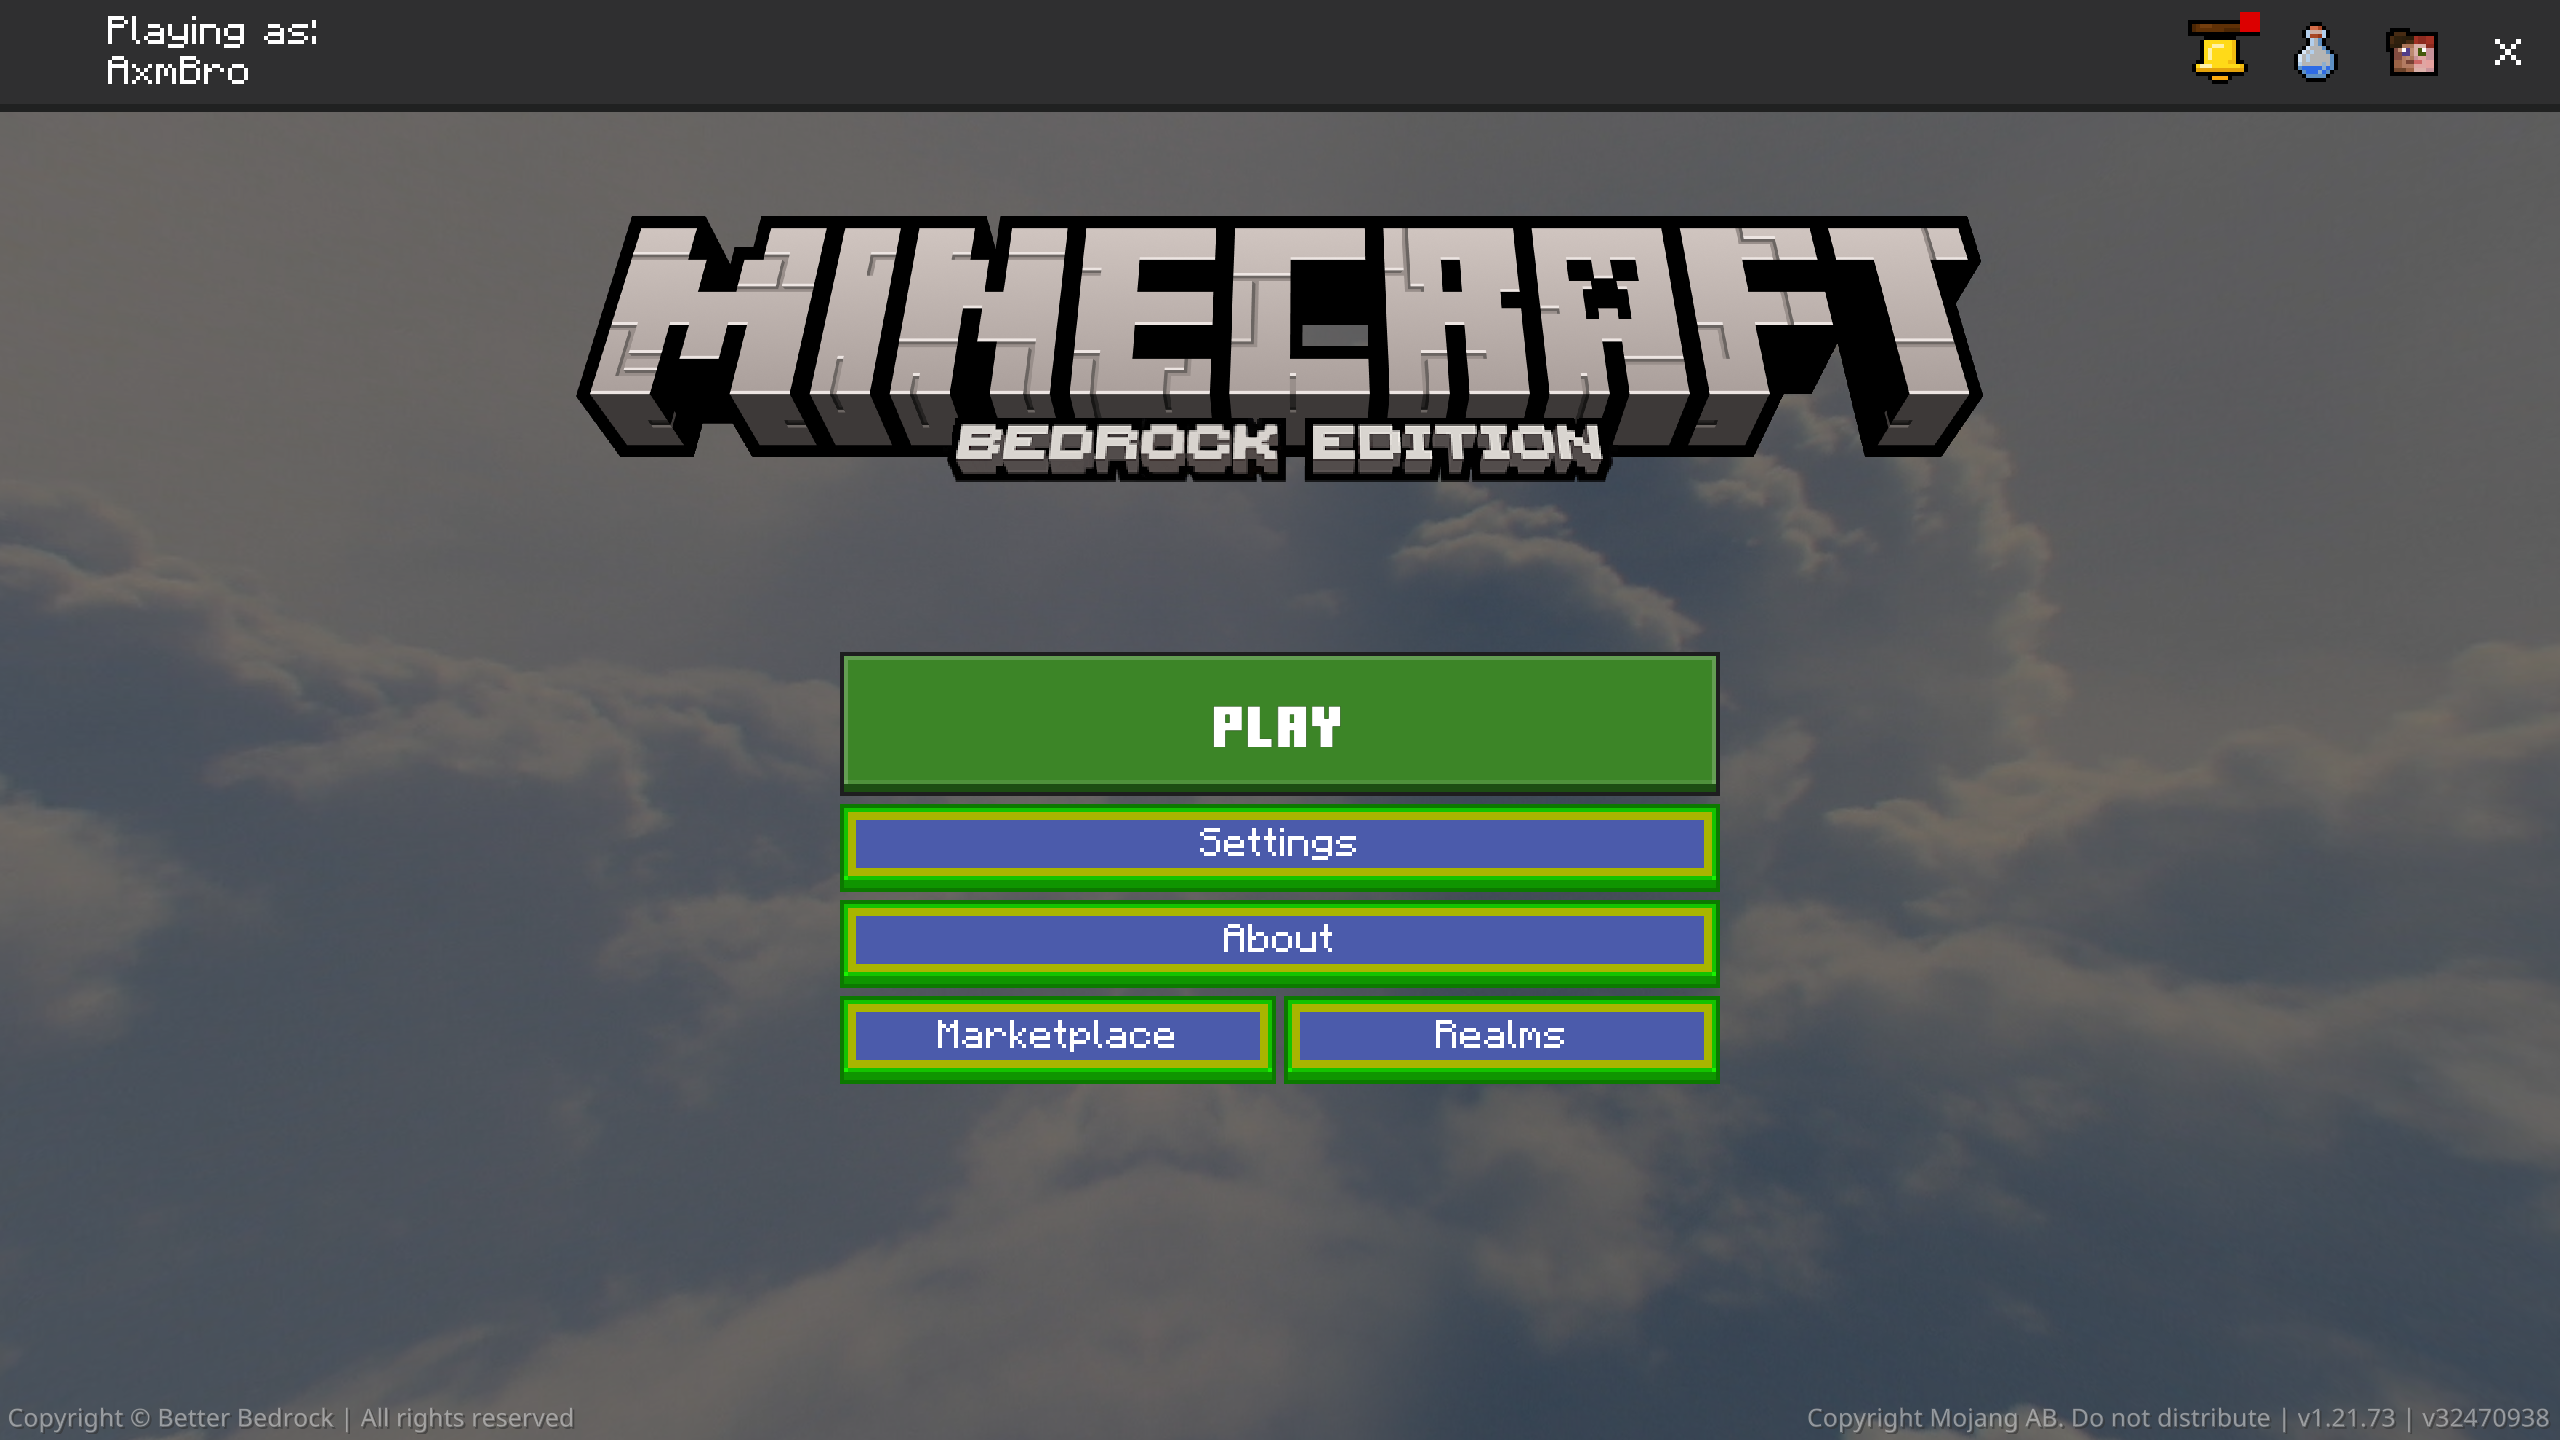 Playing as:
AxmBro
MINECRAFT
BEDROCK EDITION
PLAY
Settings
About
Marketplace
Realms
Copyright © Better Bedrock | All rights reserved
Copyright Mojang AB. Do not distribute | v1.21.73 | v32470938